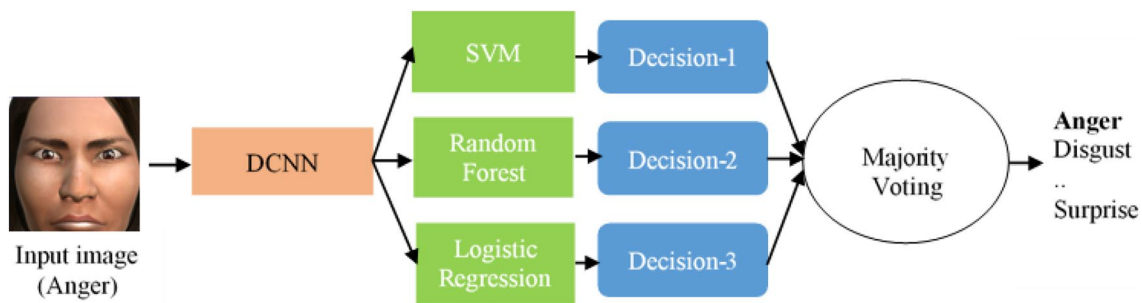 Input image
(Anger)
DCNN
SVM
Random
Forest
Logistic
Regression
Decision-1
Decision-2
Decision-3
Majority
Voting
Anger
Disgust
..
Surprise